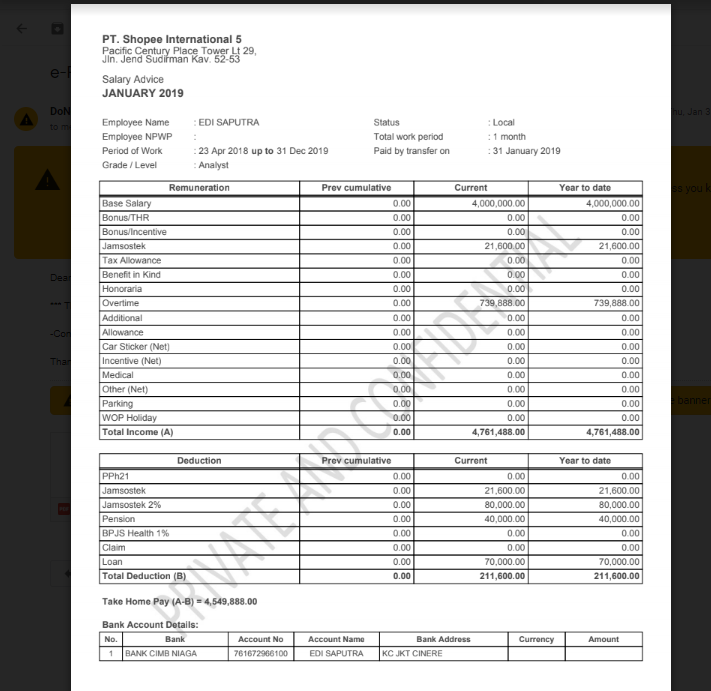 PT. Shopee International 5
Pacific Century Place Tower Lt 29,
Jln. Jend Sudirman Kav. 52-53
Salary Advice
JANUARY 2019
Employee Name : EDI SAPUTRA Status : Local
Employee NPWP : Total work period : 1 month
Period of Work : 23 Apr 2018 up to 31 Dec 2019 Paid by transfer on : 31 January 2019
Grade / Level : Analyst
Remuneration Prev cumulative Current Year to date
Base Salary 0.00 4,000,000.00 4,000,000.00
Bonus/THR 0.00 0.00 0.00
Bonus/Incentive 0.00 0.00 0.00
Jamsostek 0.00 21,600.00 21,600.00
Tax Allowance 0.00 0.00 0.00
Benefit in Kind 0.00 0.00 0.00
Honoraria 0.00 0.00 0.00
Overtime 0.00 739,888.00 739,888.00
Additional 0.00 0.00 0.00
Allowance 0.00 0.00 0.00
Car Sticker (Net) 0.00 0.00 0.00
Incentive (Net) 0.00 0.00 0.00
Medical 0.00 0.00 0.00
Other (Net) 0.00 0.00 0.00
Parking 0.00 0.00 0.00
WOP Holiday 0.00 0.00 0.00
Total Income (A) 0.00 4,761,488.00 4,761,488.00
Deduction Prev cumulative Current Year to date
PPh21 0.00 0.00 0.00
Jamsostek 0.00 21,600.00 21,600.00
Jamsostek 2% 0.00 80,000.00 80,000.00
Pension 0.00 40,000.00 40,000.00
BPJS Health 1% 0.00 0.00 0.00
Claim 0.00 0.00 0.00
Loan 0.00 70,000.00 70,000.00
Total Deduction (B) 0.00 211,600.00 211,600.00
Take Home Pay (A-B) = 4,549,888.00
Bank Account Details:
No. Bank Account No Account Name Bank Address Currency Amount
1 BANK CIMB NIAGA 761672966100 EDI SAPUTRA KC JKT CINERE
PRIVATE AND CONFIDENTIAL